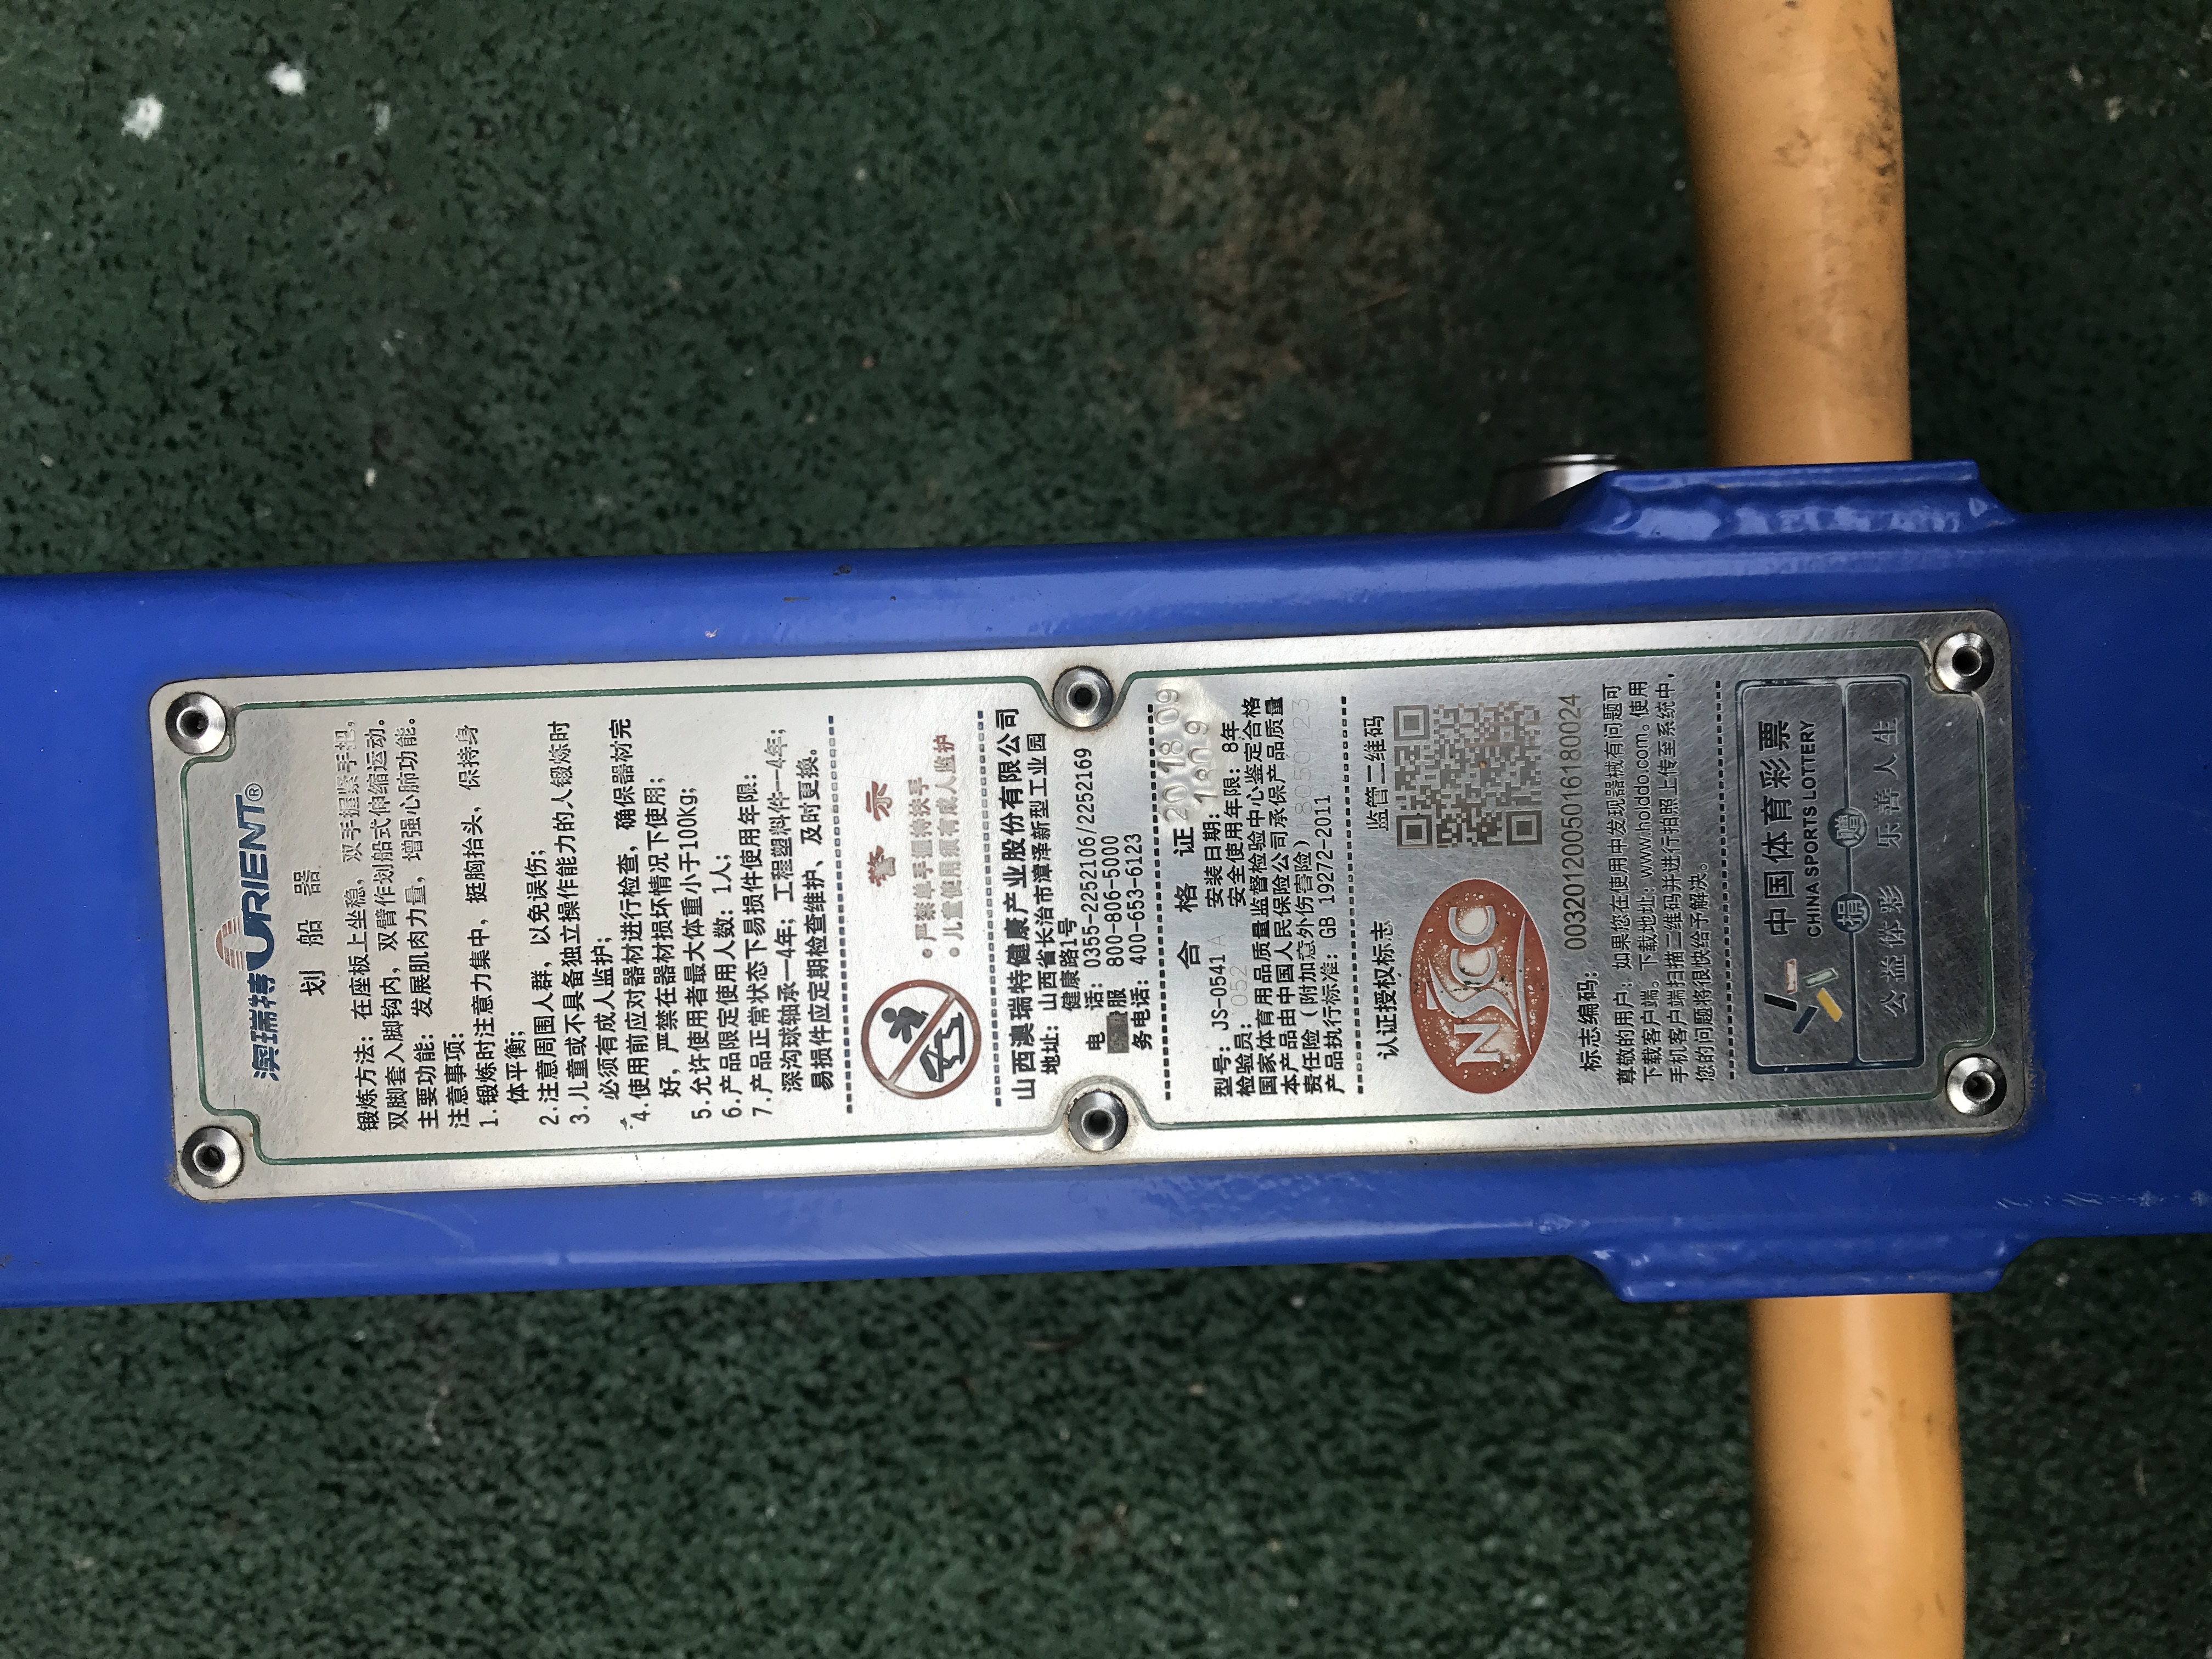 澳瑞特ORIENT®
划 船 器
锻炼方法：在座板上坐稳，双手握紧手把，
双脚套入脚钩内，双臂作划船式伸缩运动。
主要功能：发展肌肉力量，增强心肺功能。
注意事项：
1.锻炼时注意力集中，挺胸抬头，保持身
体平衡；
2.注意周围人群，以免误伤；
3.儿童或不具备独立操作能力的人锻炼时
必须有成人监护；
4.使用前应对器材进行检查，确保器材完
好，严禁在器材损坏情况下使用；
5.允许使用者最大体重小于100Kg；
6.产品限定使用人数：1人；
7.产品正常状态下易损件使用年限：
深沟球轴承—4年；工程塑料件—4年；
易损件应定期检查维护、及时更换。
警 示
•严禁单手握持扶手
•儿童使用须有成人监护
山西澳瑞特健康产业股份有限公司
地址：山西省长治市漳泽新型工业园
健康路1号
电 话：0355-2252106/2252169
服 800-806-5000
务电话：400-653-6123
合 格 证
2018 09
型号：JS-0541A 安装日期：180.9
检验员：052 安全使用年限：8年
国家体育用品质量监督检验中心鉴定合格
本产品由中国人民保险公司承保产品质量
责任险（附加意外伤害险）
产品执行标准：GB 19272-2011
认证授权标志
监管二维码
NSCC
标志编码：0032012005016180024
尊敬的用户：如果您在使用中发现器械有问题可
下载客户端。下载地址：www.holddo.com。使用
手机客户端扫描二维码并进行拍照上传至系统中，
您的问题将很快给予解决。
中国体育彩票
CHINA SPORTS LOTTERY
捐 赠
公益体彩 乐善人生